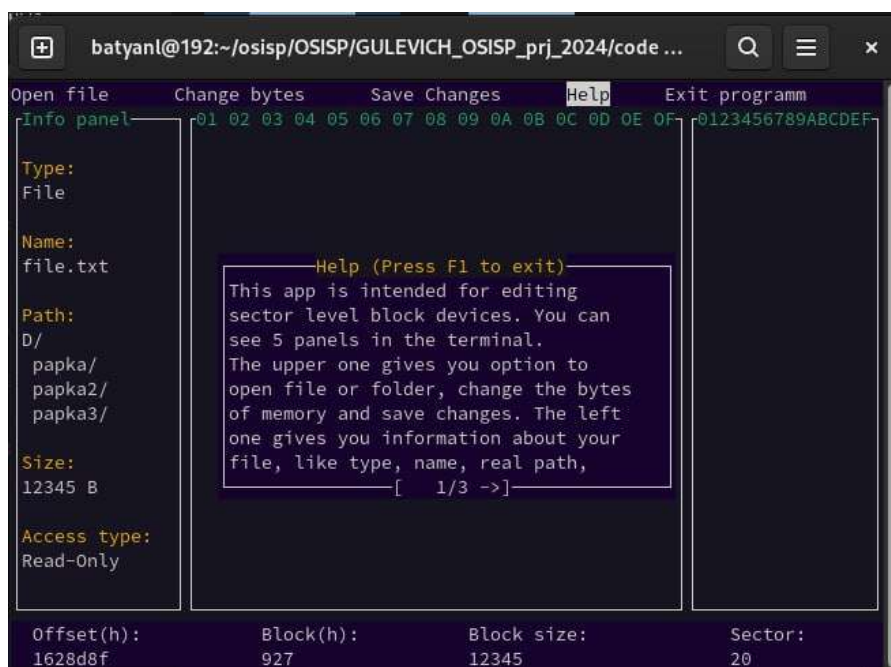 batyanl@192:~/osisp/OSISP/GULEVICH_OSISP_prj_2024/code ...
Open file Change bytes Save Changes Help Exit programm
Info panel 01 02 03 04 05 06 07 08 09 0A 0B 0C 0D OE OF 0123456789ABCDEF
Type:
File
Name:
file.txt
Path:
D/
papka/
papka2/
papka3/
Size:
12345 B
Access type:
Read-Only
Help (Press F1 to exit)
This app is intended for editing
sector level block devices. You can
see 5 panels in the terminal.
The upper one gives you option to
open file or folder, change the bytes
of memory and save changes. The left
one gives you information about your
file, like type, name, real path,
[ 1/3 ->]
Offset(h): Block(h): Block size: Sector:
1628d8f 927 12345 20